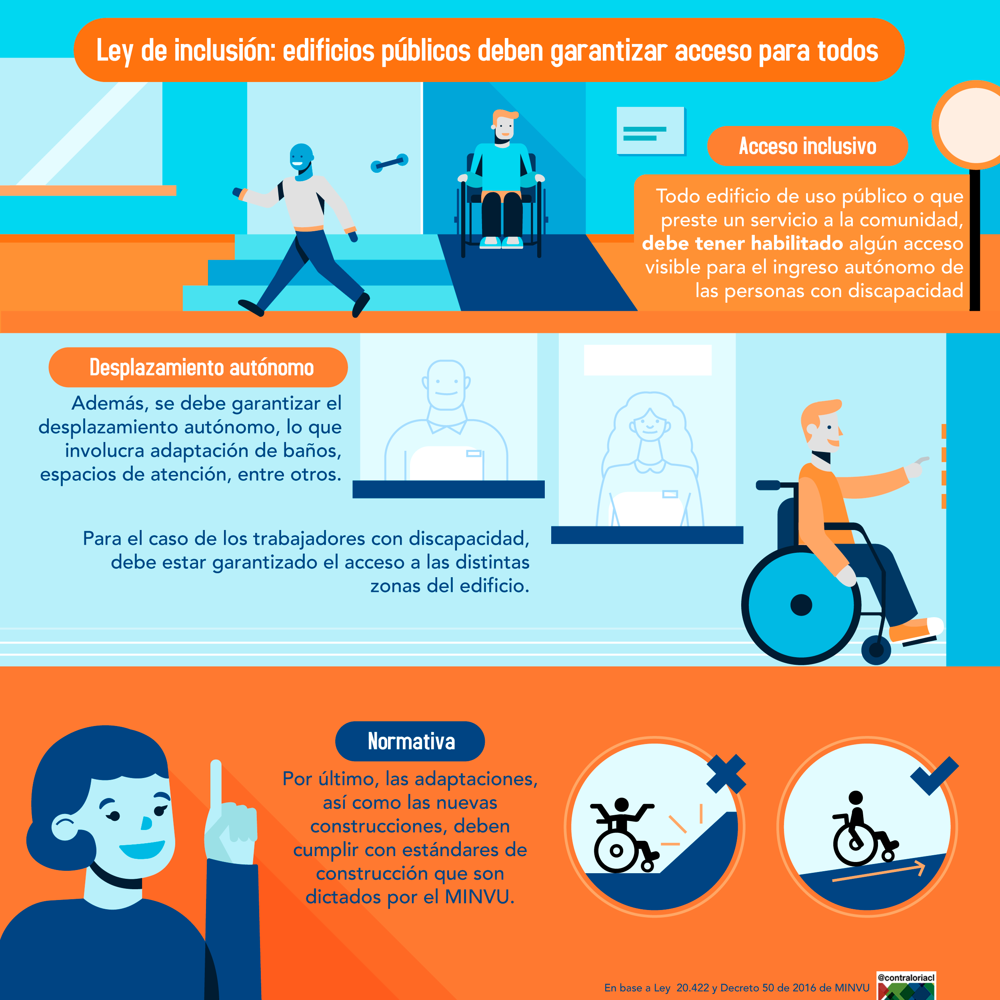 Ley de inclusión: edificios públicos deben garantizar acceso para todos
Acceso inclusivo
Todo edificio de uso público o que
preste un servicio a la comunidad,
debe tener habilitado algún acceso
visible para el ingreso autónomo de
las personas con discapacidad
Desplazamiento autónomo
Además, se debe garantizar el
desplazamiento autónomo, lo que
involucra adaptación de baños,
espacios de atención, entre otros.
Para el caso de los trabajadores con discapacidad,
debe estar garantizado el acceso a las distintas
zonas del edificio.
Normativa
Por último, las adaptaciones,
así como las nuevas
construcciones, deben
cumplir con estándares de
construcción que son
dictados por el MINVU.
En base a Ley 20.422 y Decreto 50 de 2016 de MINVU
@contraloriacl